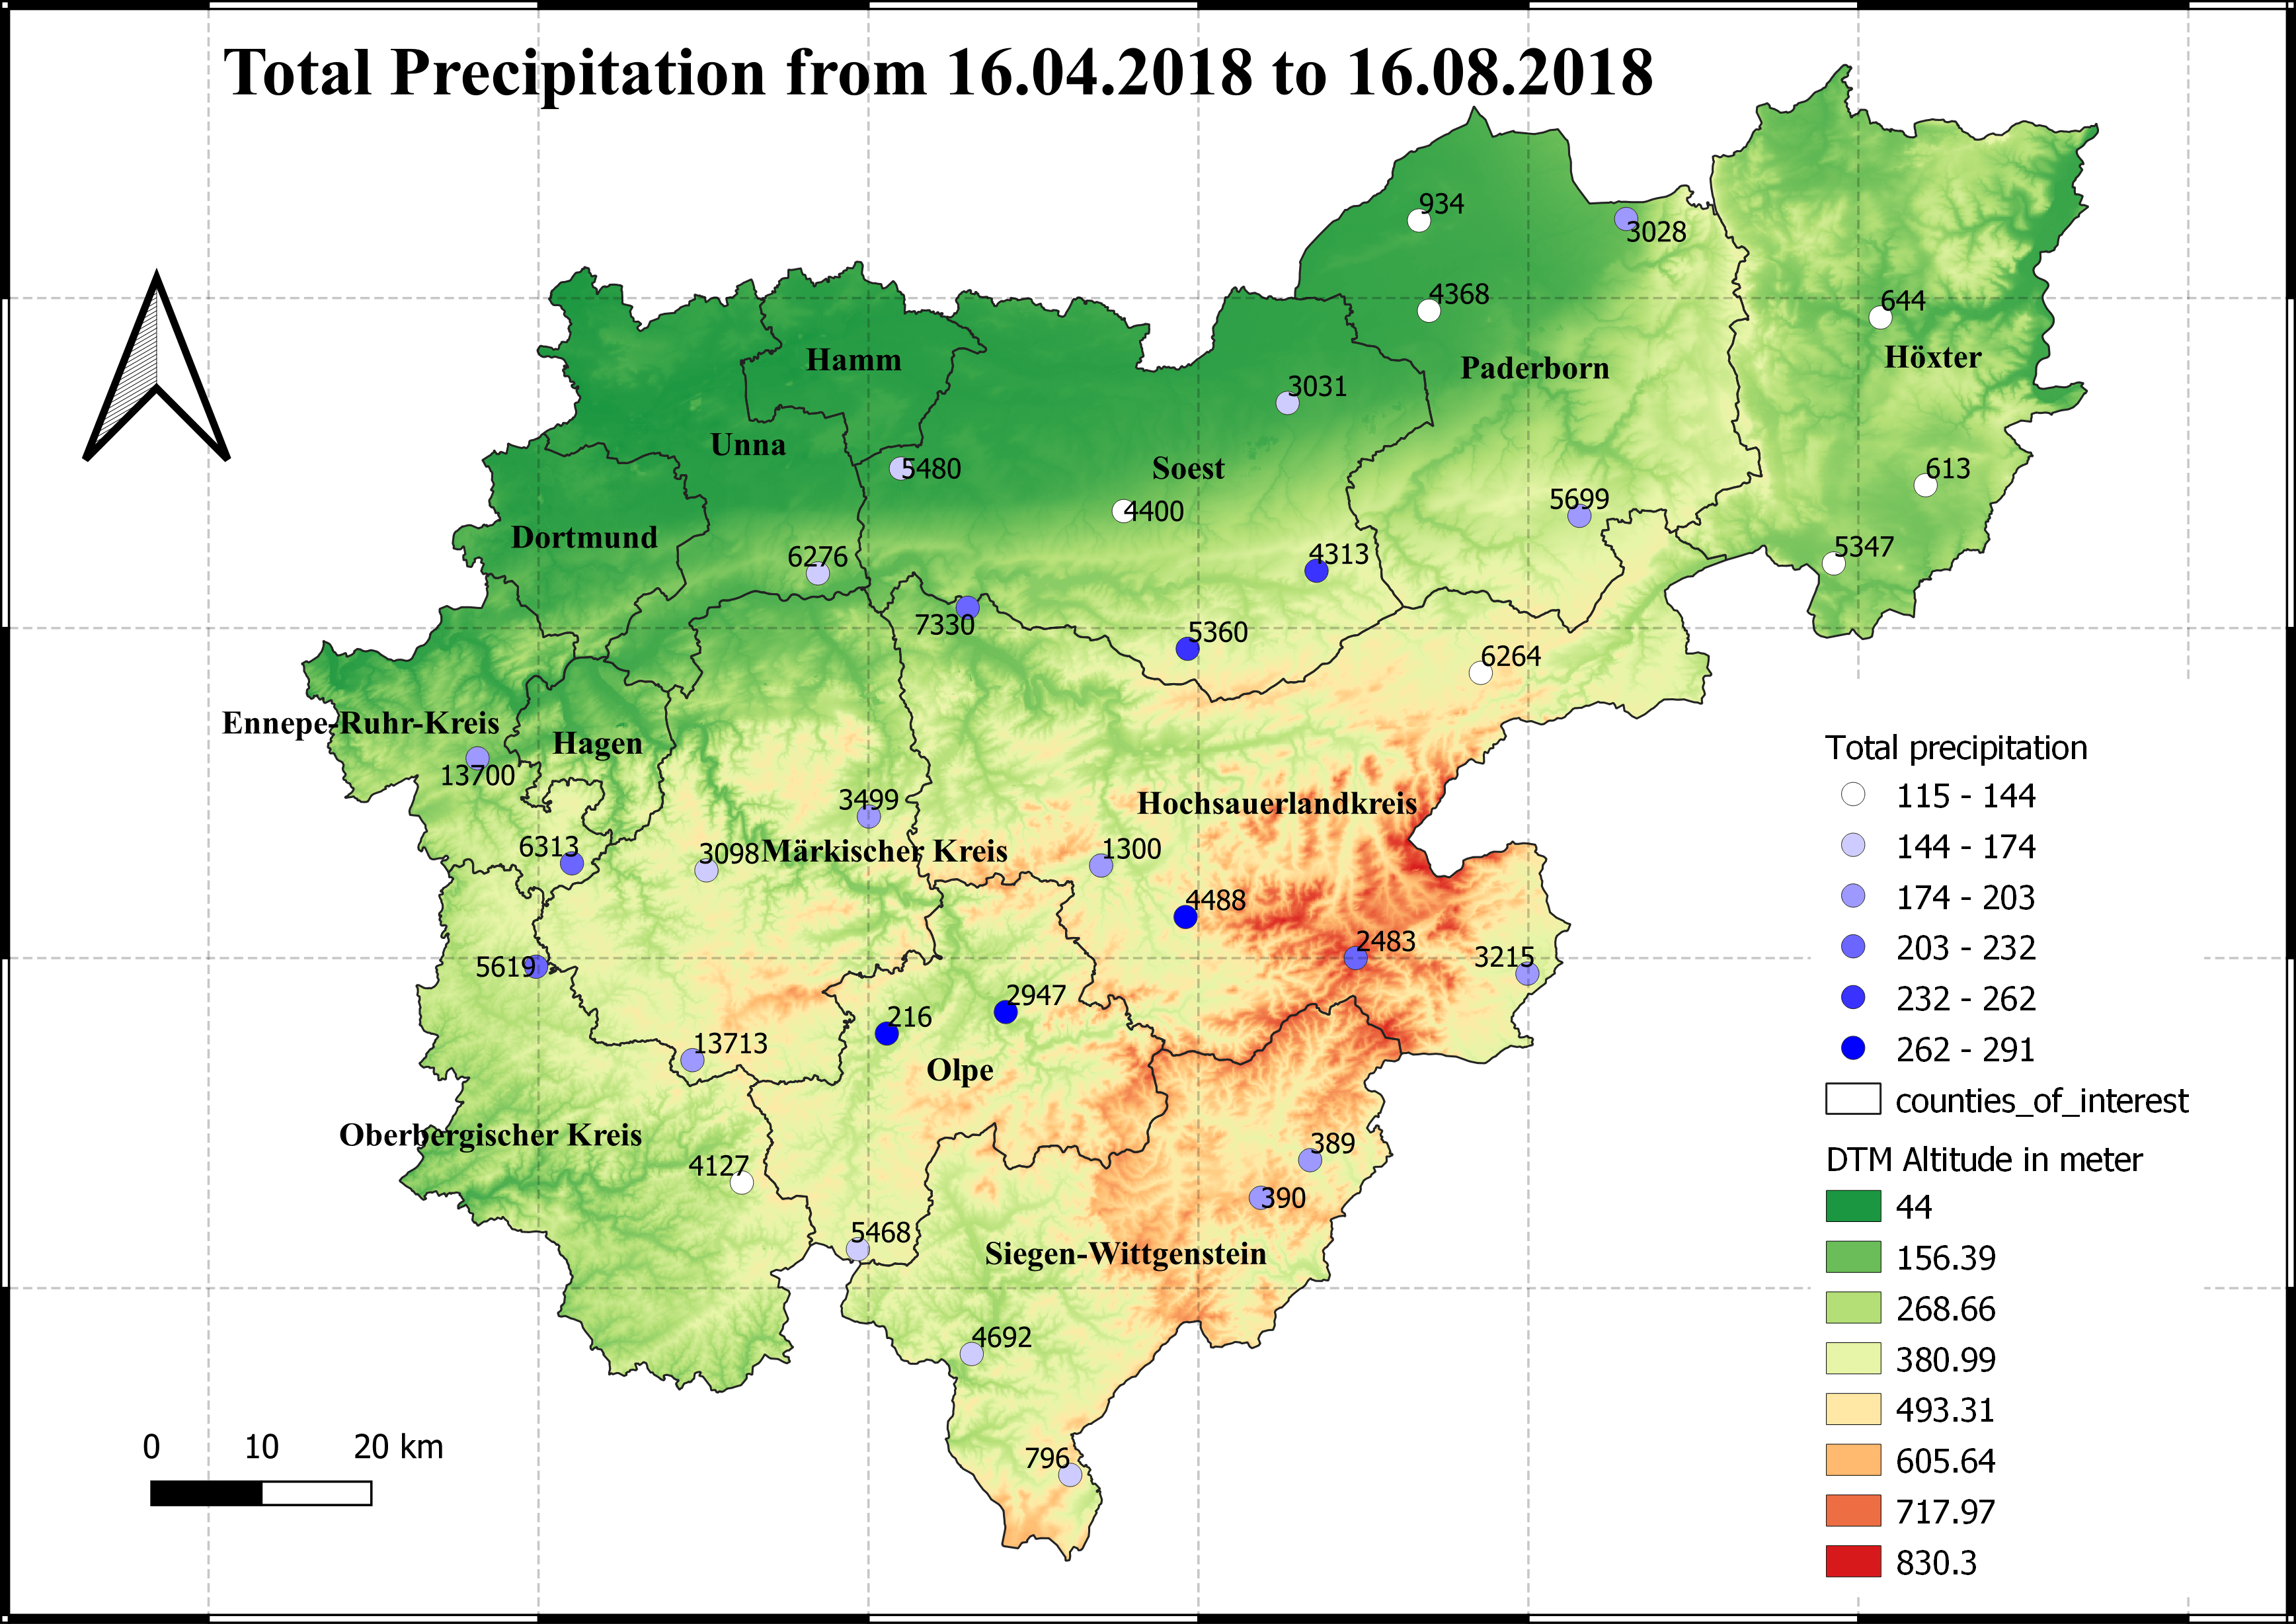 Total Precipitation from 16.04.2018 to 16.08.2018
934
3028
4368
644
Hamm
Paderborn
Höxter
3031
Unna
5480
Soest
613
4400
5699
Dortmund
6276
4313
5347
7330
5360
6264
Ennepe-Ruhr-Kreis
Hagen
13700
3499
Hochsauerlandkreis
6313
3098
Märkischer Kreis
1300
4488
2483
3215
5619
2947
216
13713
Olpe
Oberbergischer Kreis
4127
389
390
5468
Siegen-Wittgenstein
4692
796
Total precipitation
115 - 144
144 - 174
174 - 203
203 - 232
232 - 262
262 - 291
counties_of_interest
DTM Altitude in meter
44
156.39
268.66
380.99
493.31
605.64
717.97
830.3
0 10 20 km